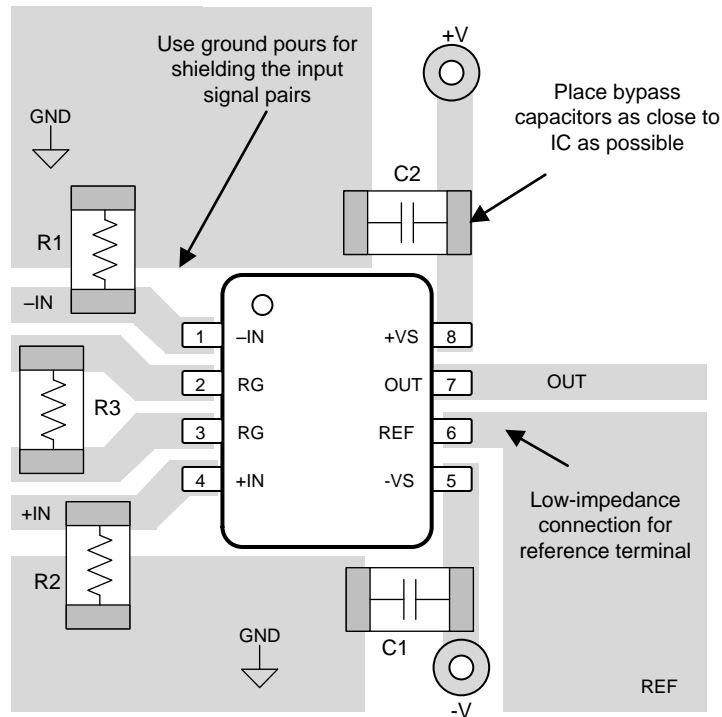 Use ground pours for
shielding the input
signal pairs
+V
Place bypass
capacitors as close to
IC as possible
GND
C2
R1
–IN
1 –IN +VS 8
2 RG OUT 7 OUT
R3
3 RG REF 6
4 +IN -VS 5
+IN
Low-impedance
connection for
reference terminal
R2
GND
C1
REF
-V